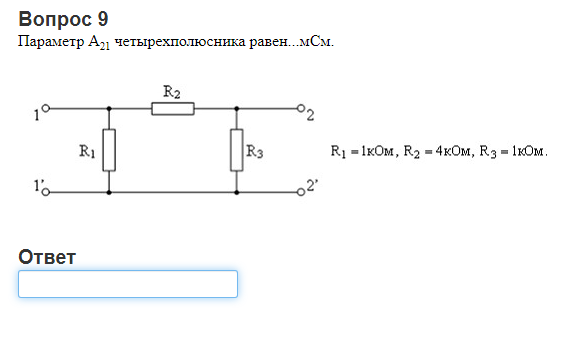 Вопрос 9
Параметр A21 четырехполюсника равен...мСм.
R2
1
2
R1
R3
R1 = 1кОм, R2 = 4кОм, R3 = 1кОм.
1'
2'
Ответ